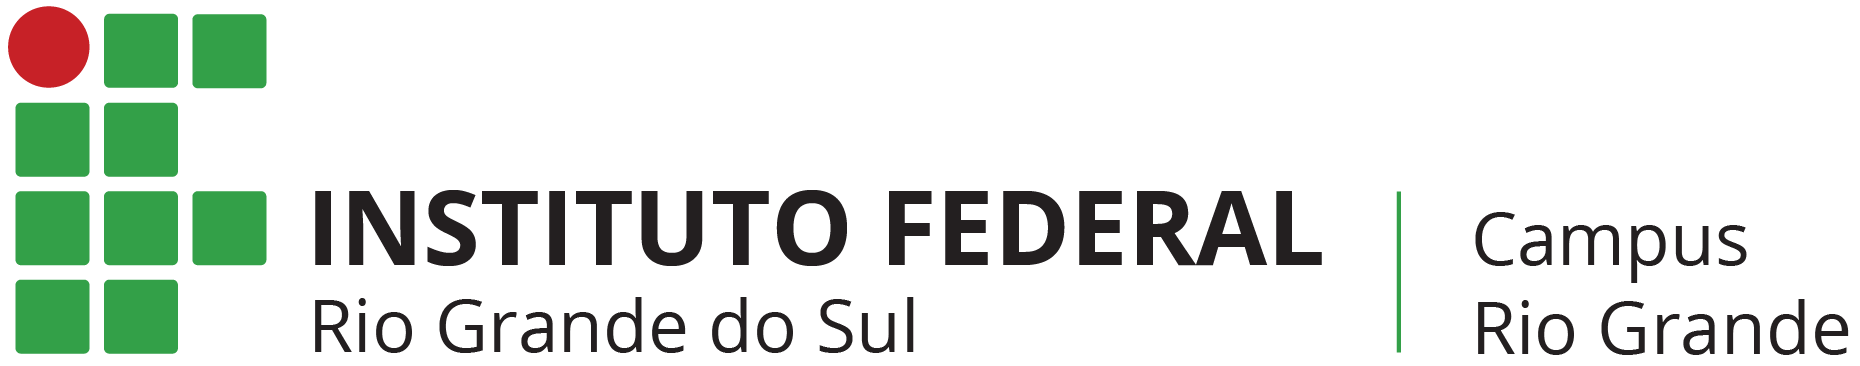 INSTITUTO FEDERAL
Rio Grande do Sul
Campus
Rio Grande